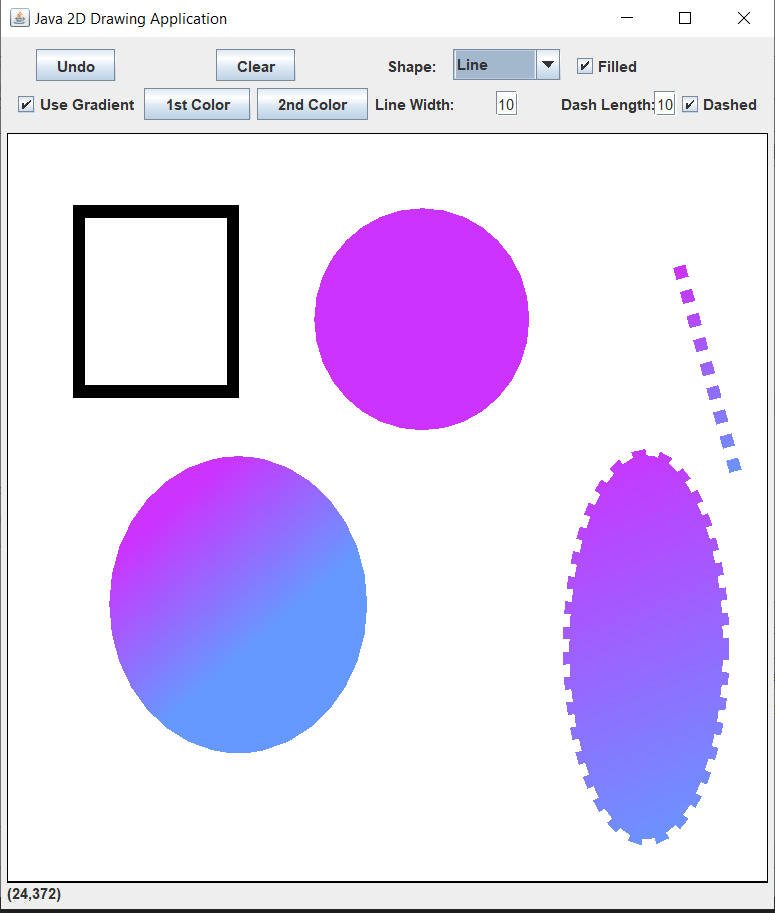 Java 2D Drawing Application
Undo Clear Shape: Line Filled
Use Gradient 1st Color 2nd Color Line Width: 10 Dash Length: 10 Dashed
(24,372)